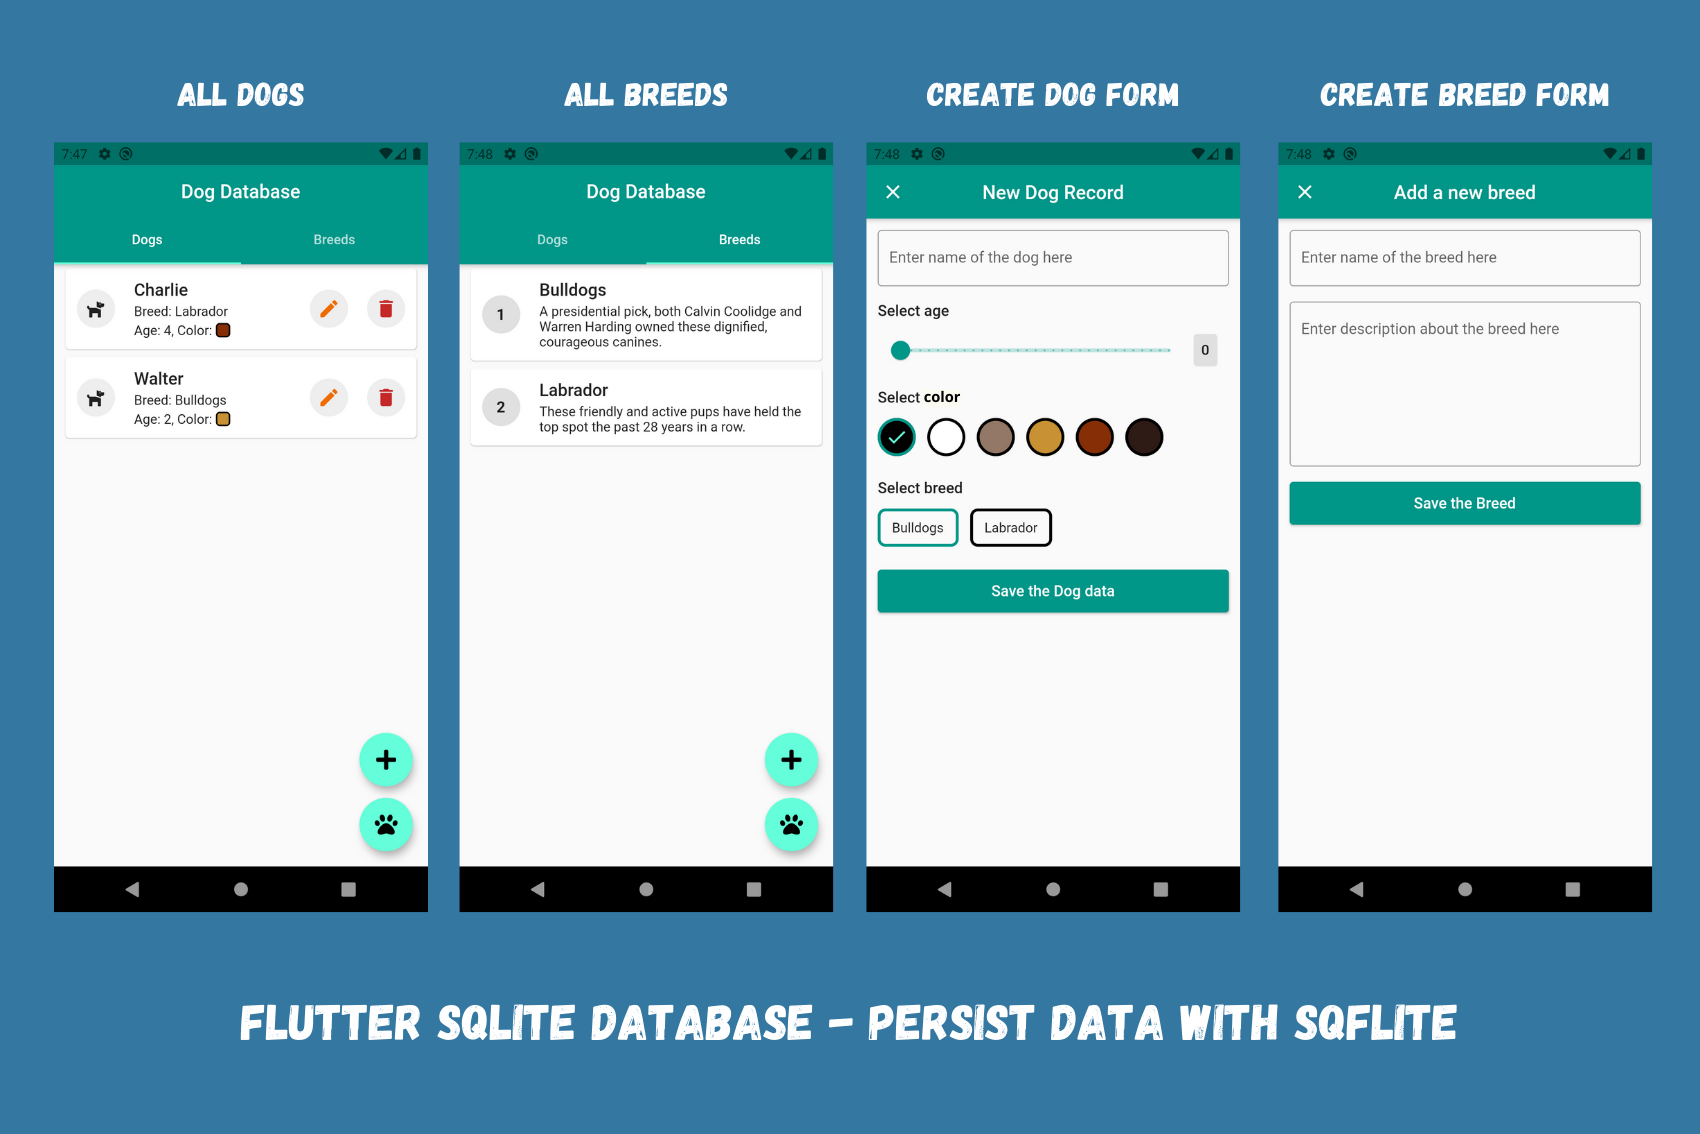 ALL DOGS
ALL BREEDS
CREATE DOG FORM
CREATE BREED FORM
7:47
Dog Database
Dogs
Breeds
Charlie
Breed: Labrador
Age: 4, Color:
Walter
Breed: Bulldogs
Age: 2, Color:
7:48
Dog Database
Dogs
Breeds
1
Bulldogs
A presidential pick, both Calvin Coolidge and
Warren Harding owned these dignified,
courageous canines.
2
Labrador
These friendly and active pups have held the
top spot the past 28 years in a row.
7:48
New Dog Record
Enter name of the dog here
Select age
0
Select color
Select breed
Bulldogs
Labrador
Save the Dog data
7:48
Add a new breed
Enter name of the breed here
Enter description about the breed here
Save the Breed
FLUTTER SQLITE DATABASE – PERSIST DATA WITH SQFLITE